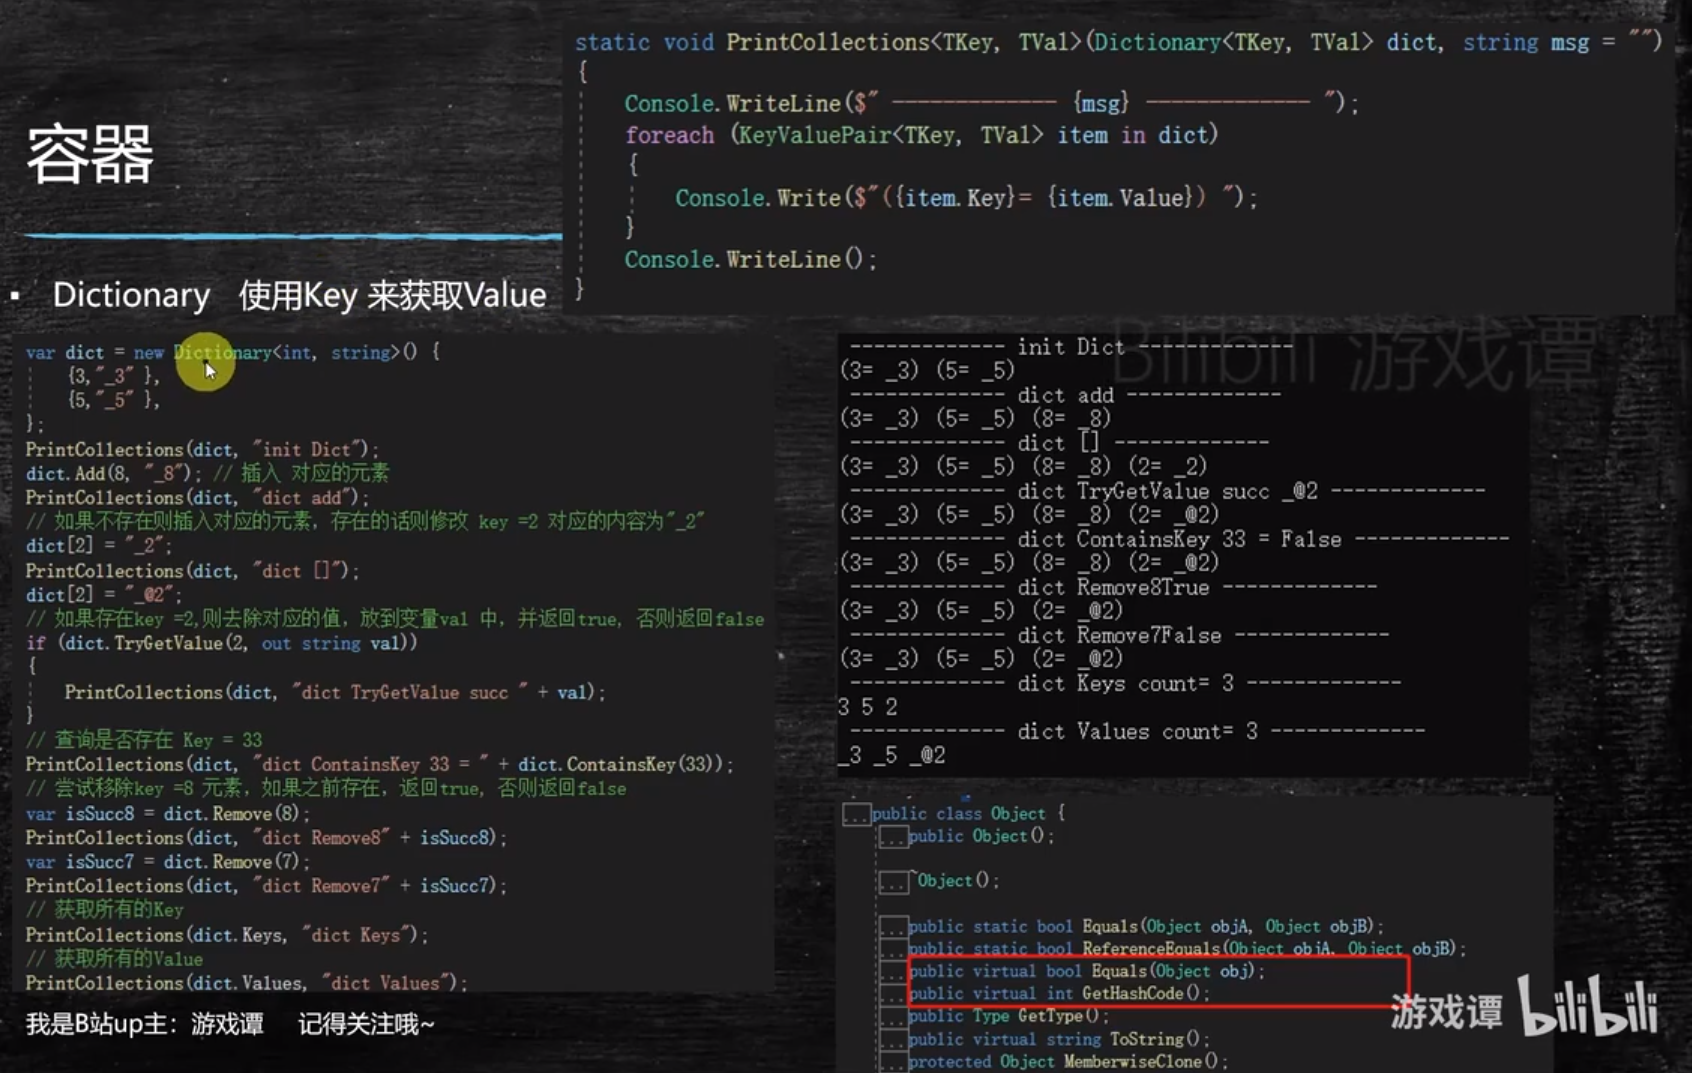 容器
▪ Dictionary 使用Key 来获取Value
static void PrintCollections<TKey, TVal>(Dictionary<TKey, TVal> dict, string msg = "")
{
Console.WriteLine($" ------------- {msg} ------------- ");
foreach (KeyValuePair<TKey, TVal> item in dict)
{
Console.Write($"({item.Key}= {item.Value}) ");
}
Console.WriteLine();
}
var dict = new Dictionary<int, string>() {
{3,"_3" },
{5,"_5" },
};
PrintCollections(dict, "init Dict");
dict.Add(8, "_8"); // 插入 对应的元素
PrintCollections(dict, "dict add");
// 如果不存在则插入对应的元素，存在的话则修改 key =2 对应的内容为"_2"
dict[2] = "_2";
PrintCollections(dict, "dict []");
dict[2] = "_@2";
// 如果存在key =2,则去除对应的值，放到变量val 中，并返回true, 否则返回false
if (dict.TryGetValue(2, out string val))
{
PrintCollections(dict, "dict TryGetValue succ " + val);
}
// 查询是否存在 Key = 33
PrintCollections(dict, "dict ContainsKey 33 = " + dict.ContainsKey(33));
// 尝试移除key =8 元素，如果之前存在，返回true, 否则返回false
var isSucc8 = dict.Remove(8);
PrintCollections(dict, "dict Remove8" + isSucc8);
var isSucc7 = dict.Remove(7);
PrintCollections(dict, "dict Remove7" + isSucc7);
// 获取所有的Key
PrintCollections(dict.Keys, "dict Keys");
// 获取所有的Value
PrintCollections(dict.Values, "dict Values");
我是B站up主：游戏谭 记得关注哦~
Bilibili 游戏谭
------------- init Dict -------------
(3= _3) (5= _5)
------------- dict add -------------
(3= _3) (5= _5) (8= _8)
------------- dict [] -------------
(3= _3) (5= _5) (8= _8) (2= _2)
------------- dict TryGetValue succ _@2 -------------
(3= _3) (5= _5) (8= _8) (2= _@2)
------------- dict ContainsKey 33 = False -------------
(3= _3) (5= _5) (8= _8) (2= _@2)
------------- dict Remove8True -------------
(3= _3) (5= _5) (2= _@2)
------------- dict Remove7False -------------
(3= _3) (5= _5) (2= _@2)
------------- dict Keys count= 3 -------------
3 5 2
------------- dict Values count= 3 -------------
_3 _5 _@2
...public class Object {
...public Object();
...~Object();
...public static bool Equals(Object objA, Object objB);
...public static bool ReferenceEquals(Object objA, Object objB);
...public virtual bool Equals(Object obj);
...public virtual int GetHashCode();
...public Type GetType();
...public virtual string ToString();
...protected Object MemberwiseClone();
游戏谭 bilibili